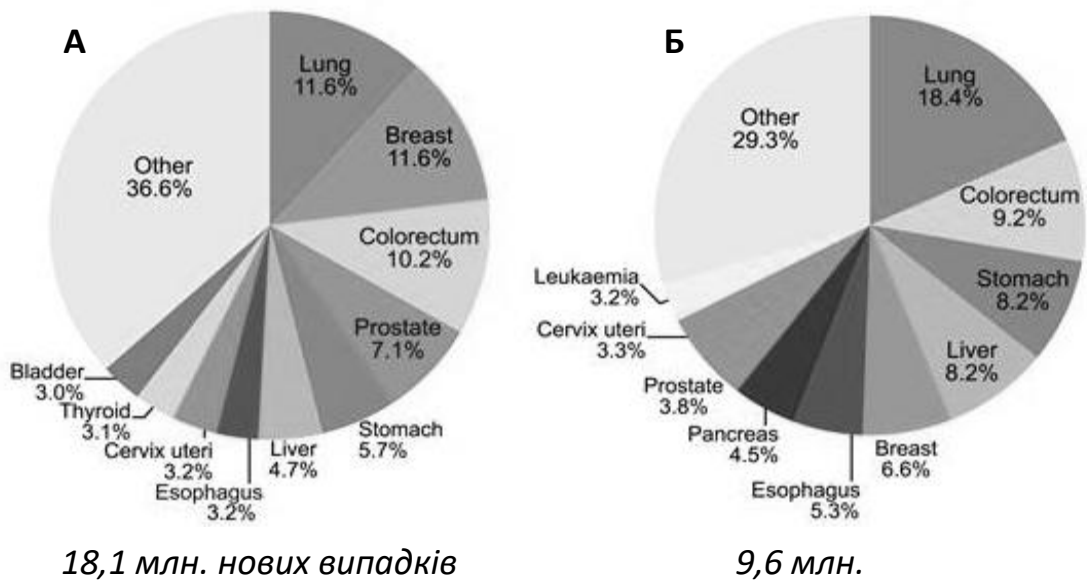 А
Lung
11.6%
Breast
11.6%
Colorectum
10.2%
Prostate
7.1%
Stomach
5.7%
Liver
4.7%
Esophagus
3.2%
Cervix uteri
3.2%
Thyroid
3.1%
Bladder
3.0%
Other
36.6%
18,1 млн. нових випадків
Б
Lung
18.4%
Colorectum
9.2%
Stomach
8.2%
Liver
8.2%
Breast
6.6%
Esophagus
5.3%
Pancreas
4.5%
Prostate
3.8%
Cervix uteri
3.3%
Leukaemia
3.2%
Other
29.3%
9,6 млн.